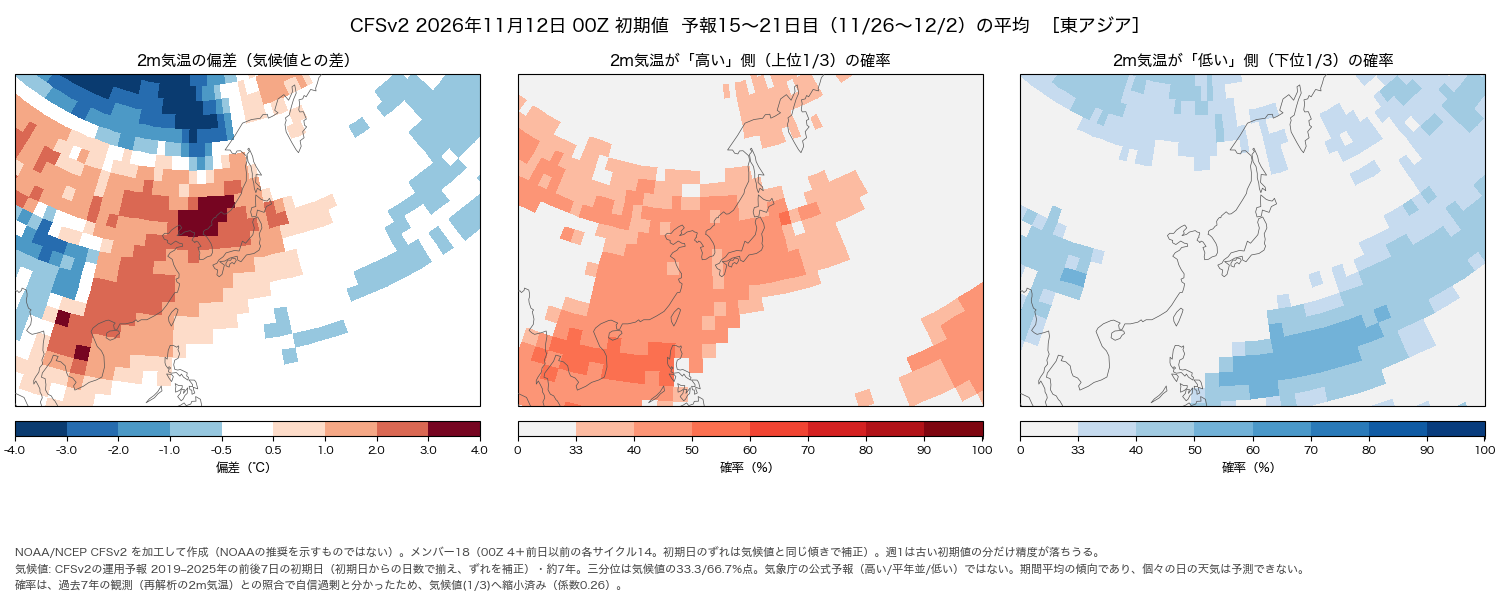 CFSv2 2026年11月12日 00Z 初期値 予報15～21日目（11/26～12/2）の平均 ［東アジア］
2m気温の偏差（気候値との差）
2m気温が「高い」側（上位1/3）の確率
2m気温が「低い」側（下位1/3）の確率
-4.0 -3.0 -2.0 -1.0 -0.5 0.5 1.0 2.0 3.0 4.0
偏差（℃）
0 33 40 50 60 70 80 90 100
確率（%）
0 33 40 50 60 70 80 90 100
確率（%）
NOAA/NCEP CFSv2 を加工して作成（NOAAの推奨を示すものではない）。メンバー18（00Z 4＋前日以前の各サイクル14。初期日のずれは気候値と同じ傾きで補正）。週1は古い初期値の分だけ精度が落ちうる。
気候値: CFSv2の運用予報 2019–2025年の前後7日の初期日（初期日からの日数で揃え、ずれを補正）・約7年。三分位は気候値の33.3/66.7%点。気象庁の公式予報（高い/平年並/低い）ではない。期間平均の傾向であり、個々の日の天気は予測できない。
確率は、過去7年の観測（再解析の2m気温）との照合で自信過剰と分かったため、気候値(1/3)へ縮小済み（係数0.26）。